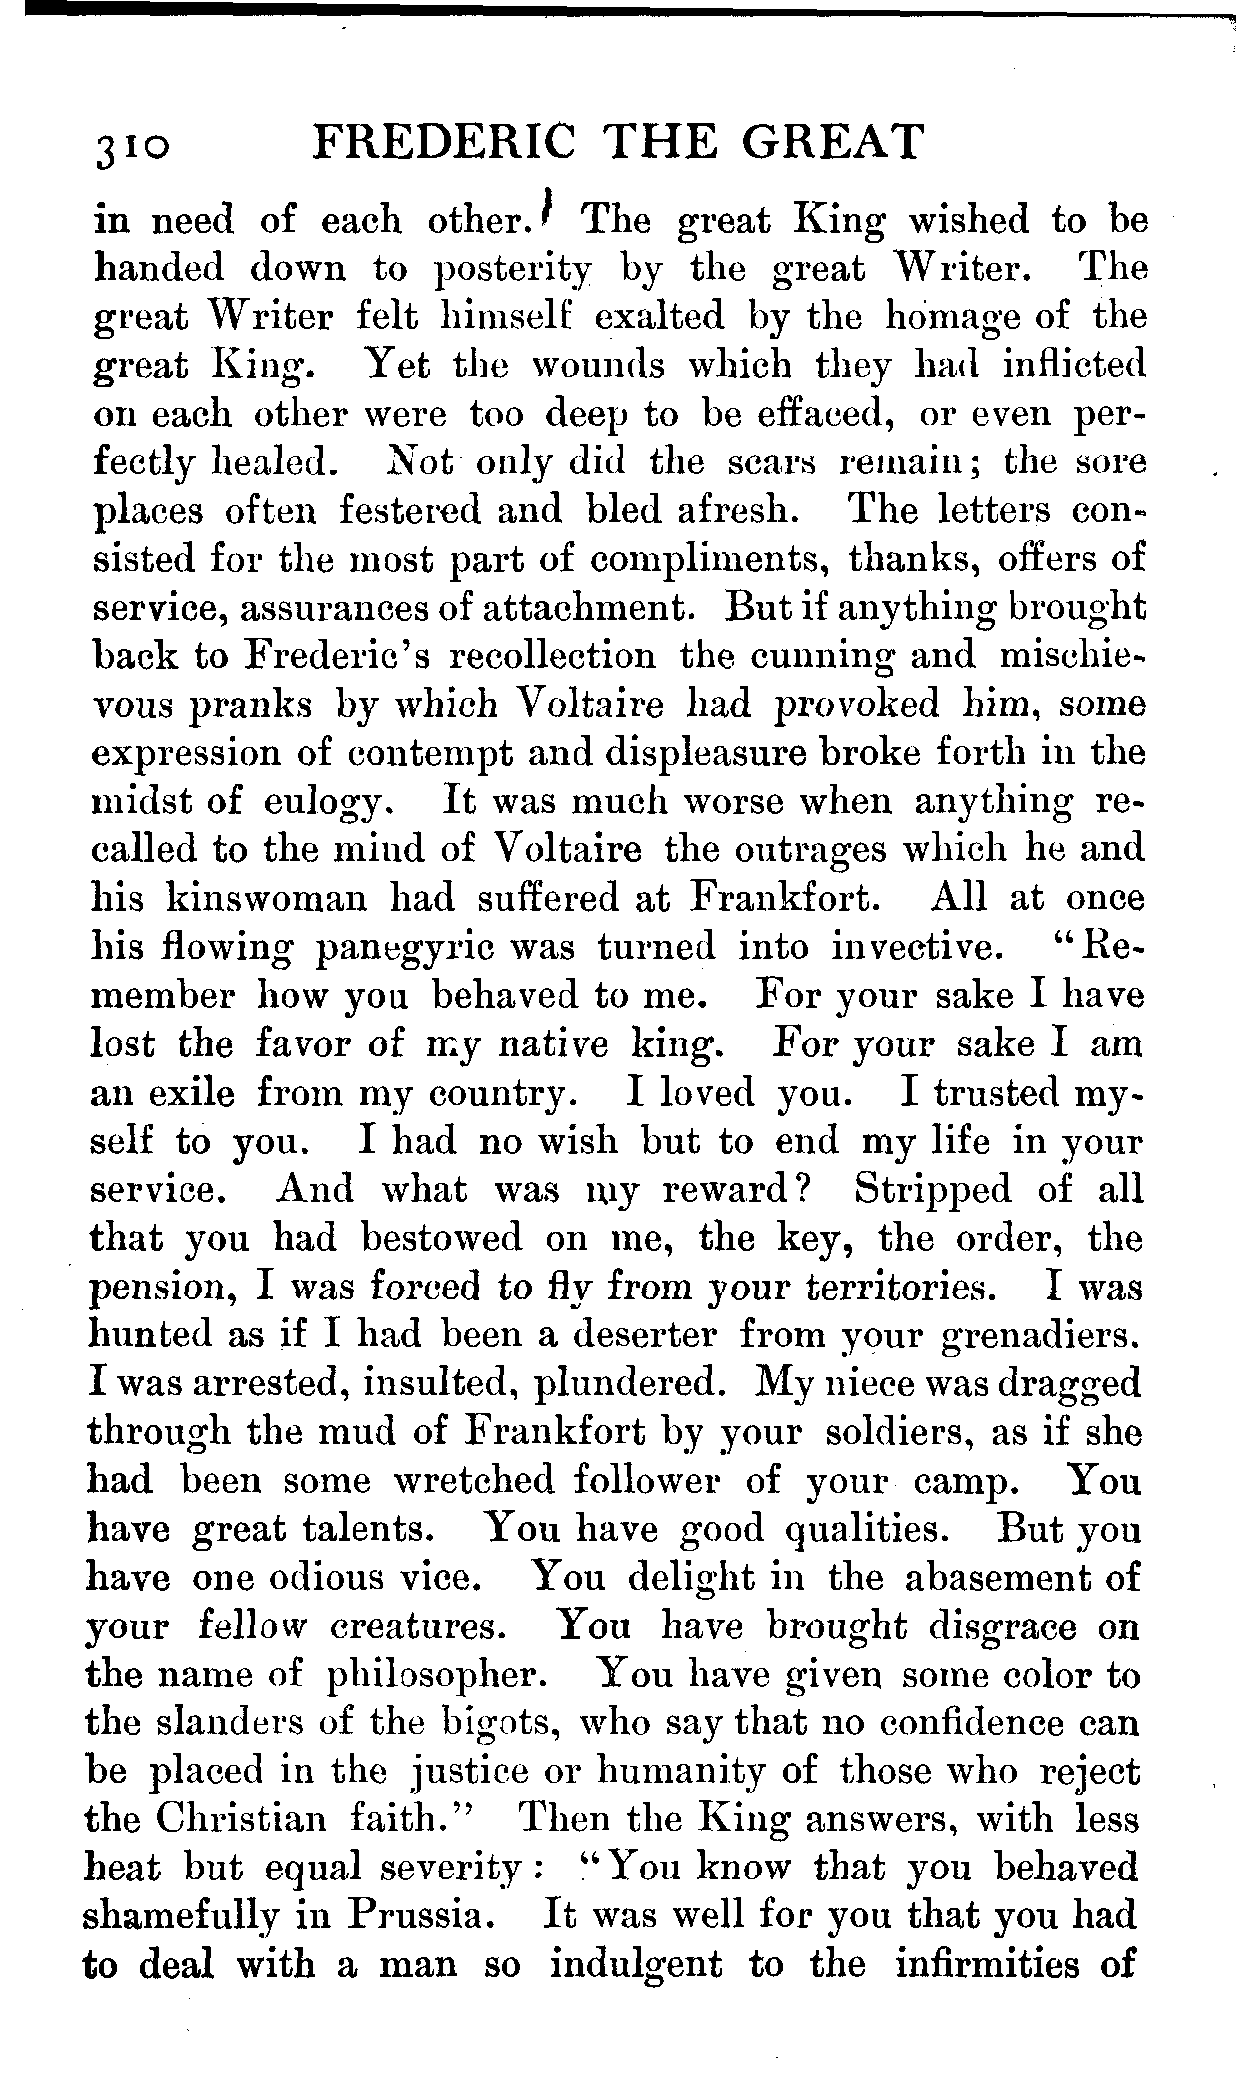 310 FREDERIC THE GREAT
in need of each other. The great King wished to be
handed down to posterity by the great Writer. The
great Writer felt himself exalted by the homage of the
great King. Yet the wounds which they had inflicted
on each other were too deep to be effaced, or even per-
fectly healed. Not only did the scars remain; the sore
places often festered and bled afresh. The letters con-
sisted for the most part of compliments, thanks, offers of
service, assurances of attachment. But if anything brought
back to Frederic's recollection the cunning and mischie-
vous pranks by which Voltaire had provoked him, some
expression of contempt and displeasure broke forth in the
midst of eulogy. It was much worse when anything re-
called to the mind of Voltaire the outrages which he and
his kinswoman had suffered at Frankfort. All at once
his flowing panegyric was turned into invective. "Re-
member how you behaved to me. For your sake I have
lost the favor of my native king. For your sake I am
an exile from my country. I loved you. I trusted my-
self to you. I had no wish but to end my life in your
service. And what was my reward? Stripped of all
that you had bestowed on me, the key, the order, the
pension, I was forced to fly from your territories. I was
hunted as if I had been a deserter from your grenadiers.
I was arrested, insulted, plundered. My niece was dragged
through the mud of Frankfort by your soldiers, as if she
had been some wretched follower of your camp. You
have great talents. You have good qualities. But you
have one odious vice. You delight in the abasement of
your fellow creatures. You have brought disgrace on
the name of philosopher. You have given some color to
the slanders of the bigots, who say that no confidence can
be placed in the justice or humanity of those who reject
the Christian faith." Then the King answers, with less
heat but equal severity: "You know that you behaved
shamefully in Prussia. It was well for you that you had
to deal with a man so indulgent to the infirmities of